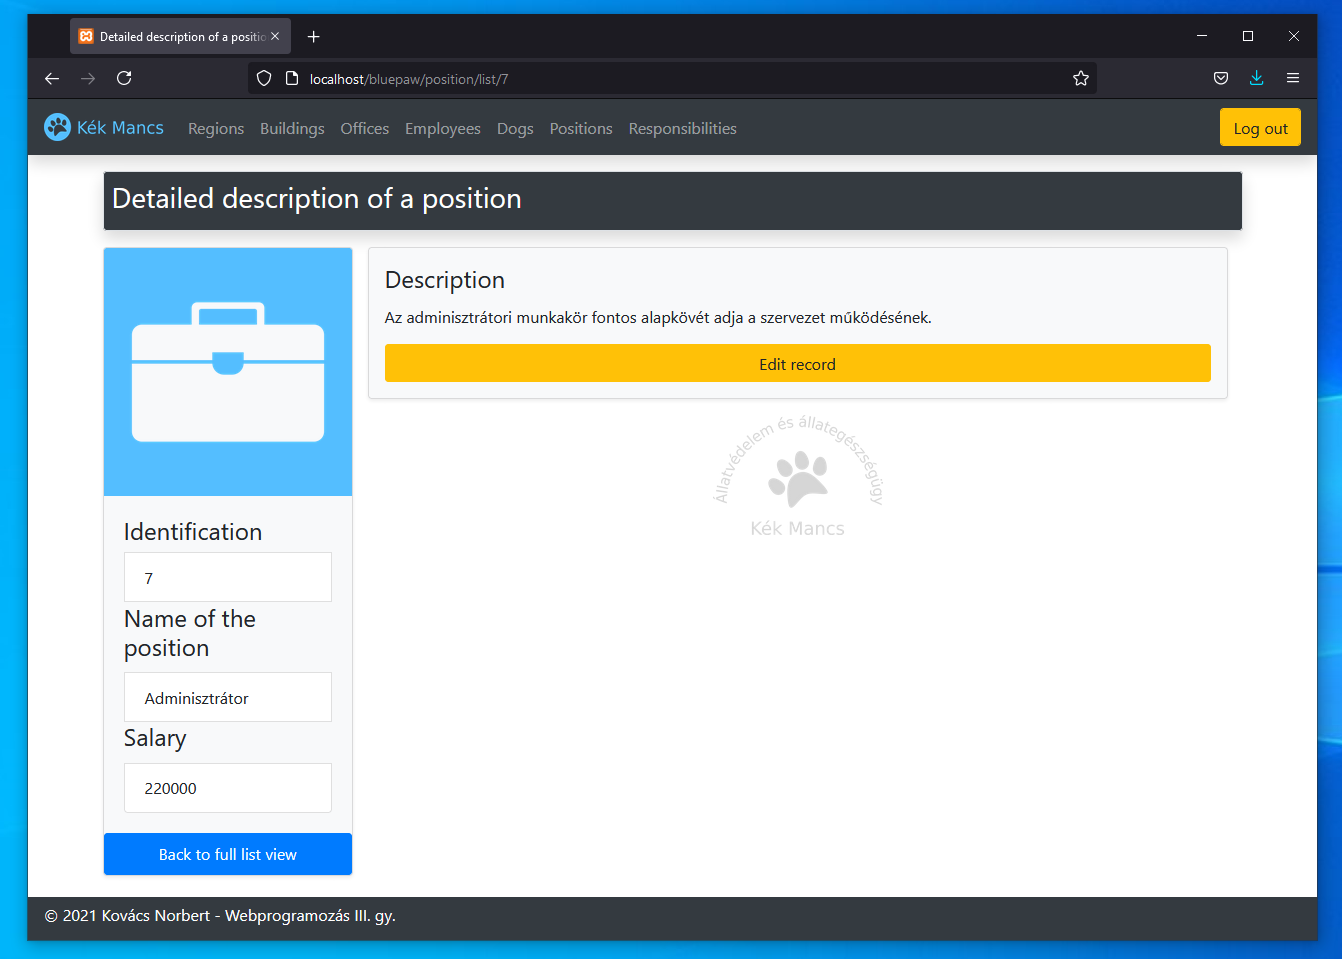 Detailed description of a positio
localhost/bluepaw/position/list/7
Kék Mancs Regions Buildings Offices Employees Dogs Positions Responsibilities Log out
Detailed description of a position
Identification
7
Name of the
position
Adminisztrátor
Salary
220000
Back to full list view
Description
Az adminisztrátori munkakör fontos alapkövét adja a szervezet működésének.
Edit record
Állatvédelem és állategészségügy
Kék Mancs
© 2021 Kovács Norbert - Webprogramozás III. gy.